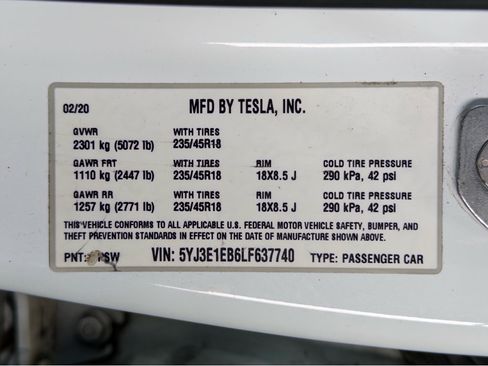 02/20 MFD BY TESLA, INC.
GVWR WITH TIRES
2301 kg (5072 lb) 235/45R18
GAWR FRT WITH TIRES RIM COLD TIRE PRESSURE
1110 kg (2447 lb) 235/45R18 18X8.5 J 290 kPa, 42 psi
GAWR RR WITH TIRES RIM COLD TIRE PRESSURE
1257 kg (2771 lb) 235/45R18 18X8.5 J 290 kPa, 42 psi
THIS VEHICLE CONFORMS TO ALL APPLICABLE U.S. FEDERAL MOTOR VEHICLE SAFETY, BUMPER, AND
THEFT PREVENTION STANDARDS IN EFFECT ON THE DATE OF MANUFACTURE SHOWN ABOVE.
PNT: PPSW VIN: 5YJ3E1EB6LF637740 TYPE: PASSENGER CAR